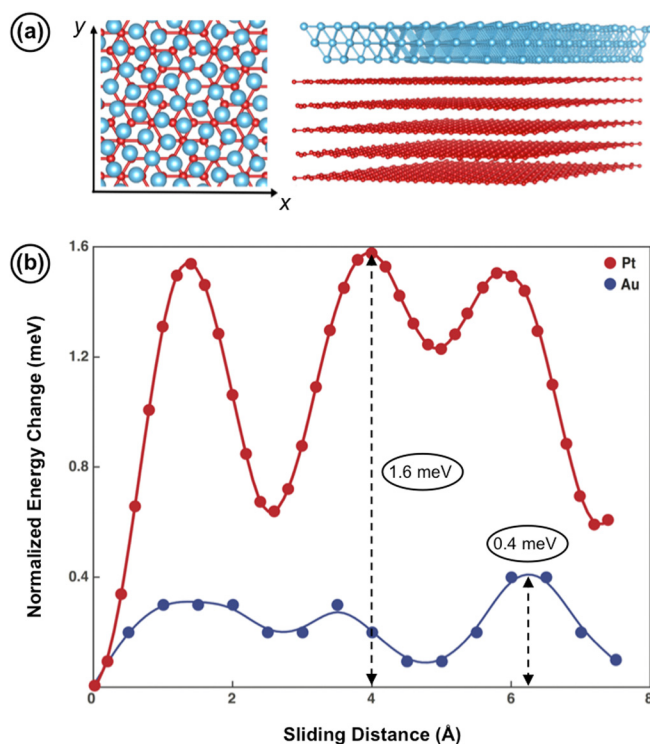 (a)
y
x
(b)
Normalized Energy Change (meV)
1.6
1.2
0.8
0.4
Pt
Au
1.6 meV
0.4 meV
0
2
4
6
8
Sliding Distance (Å)